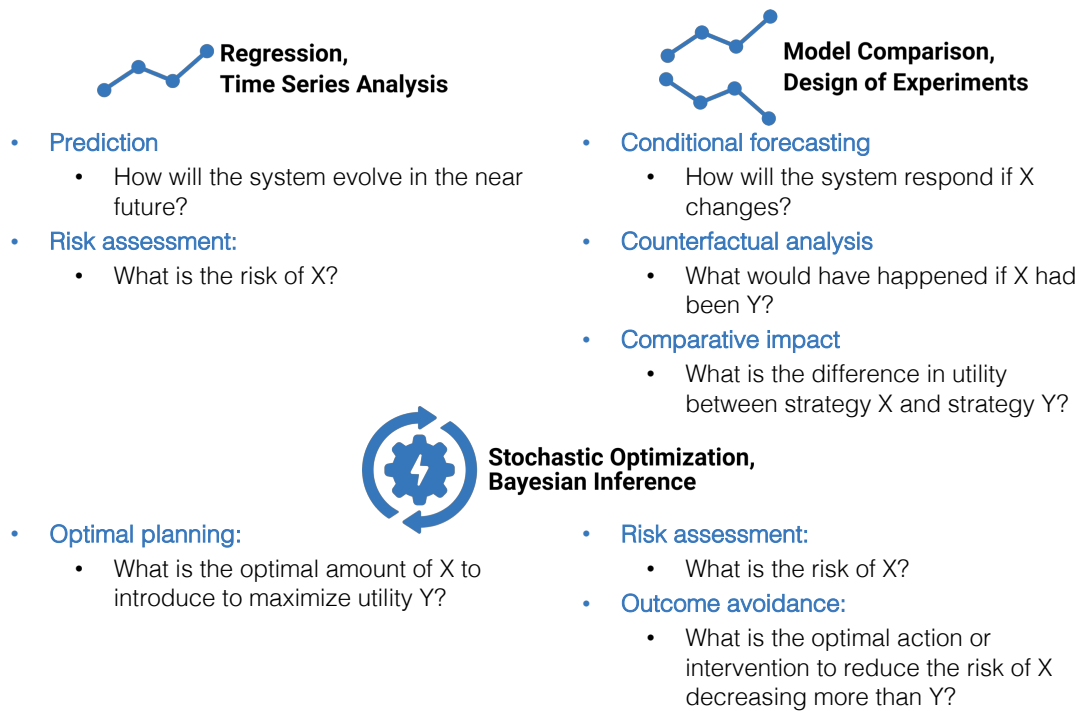 Regression,
Time Series Analysis
• Prediction
• How will the system evolve in the near
future?
• Risk assessment:
• What is the risk of X?
Model Comparison,
Design of Experiments
• Conditional forecasting
• How will the system respond if X
changes?
• Counterfactual analysis
• What would have happened if X had
been Y?
• Comparative impact
• What is the difference in utility
between strategy X and strategy Y?
Stochastic Optimization,
Bayesian Inference
• Optimal planning:
• What is the optimal amount of X to
introduce to maximize utility Y?
• Risk assessment:
• What is the risk of X?
• Outcome avoidance:
• What is the optimal action or
intervention to reduce the risk of X
decreasing more than Y?